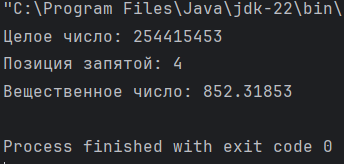 "C:\Program Files\Java\jdk-22\bin\
Целое число: 254415453
Позиция запятой: 4
Вещественное число: 852.31853
Process finished with exit code 0